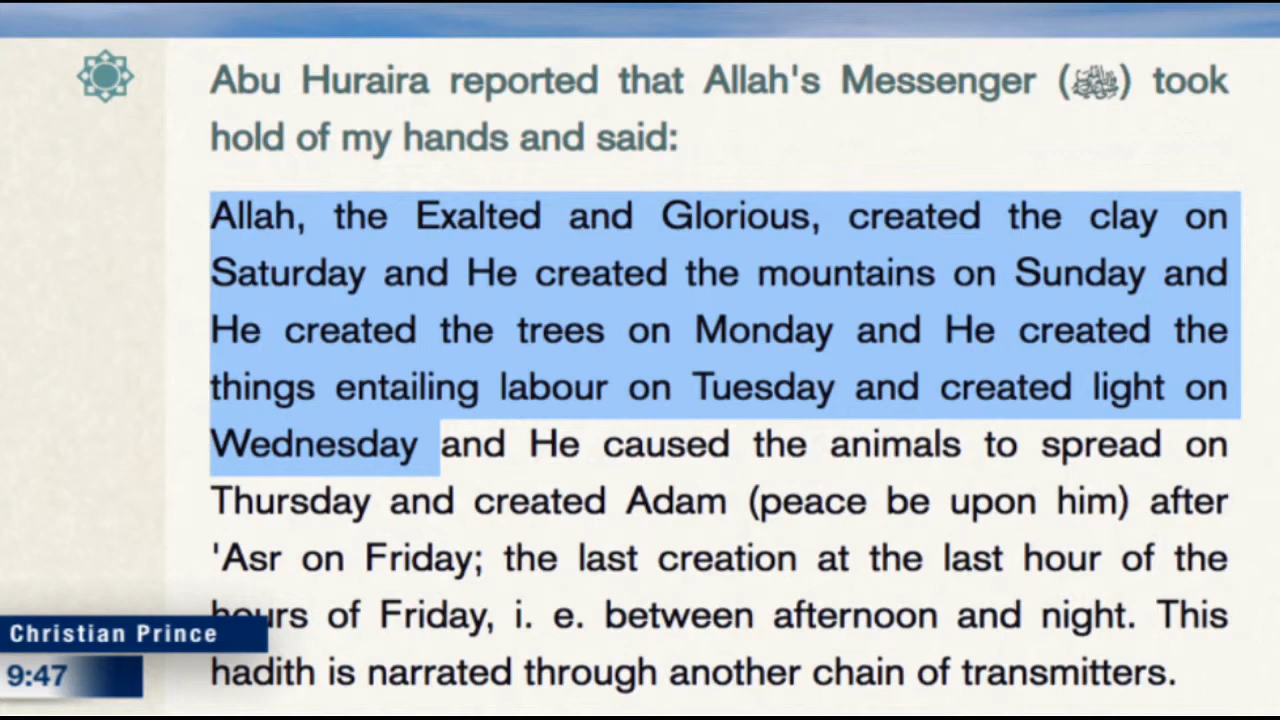 Abu Huraira reported that Allah's Messenger (ﷺ) took
hold of my hands and said:
Allah, the Exalted and Glorious, created the clay on
Saturday and He created the mountains on Sunday and
He created the trees on Monday and He created the
things entailing labour on Tuesday and created light on
Wednesday and He caused the animals to spread on
Thursday and created Adam (peace be upon him) after
'Asr on Friday; the last creation at the last hour of the
hours of Friday, i. e. between afternoon and night. This
hadith is narrated through another chain of transmitters.
Christian Prince
9:47